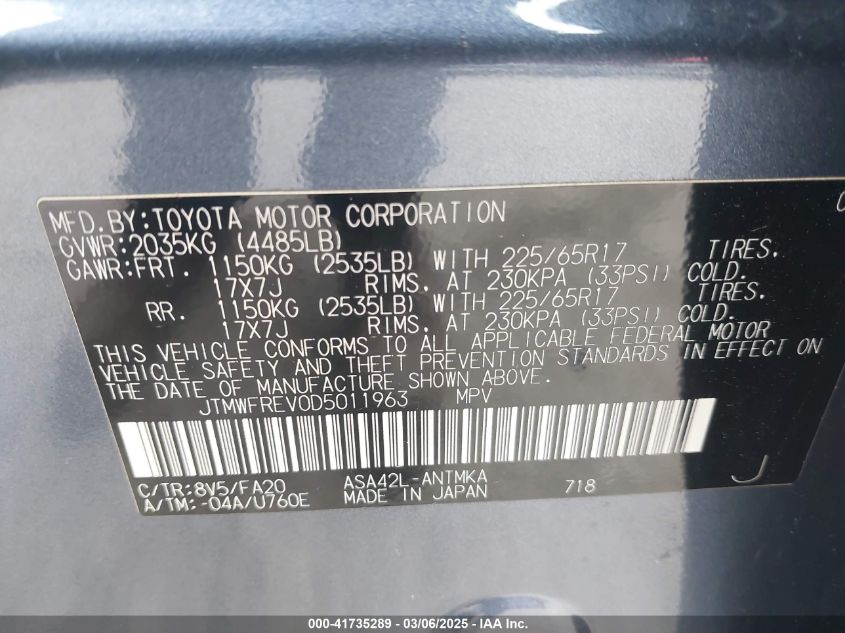 MFD.BY:TOYOTA MOTOR CORPORATION
GVWR:2035KG (4485LB)
GAWR:FRT. 1150KG (2535LB) WITH 225/65R17 TIRES,
17X7J RIMS, AT 230KPA (33PSI) COLD.
RR. 1150KG (2535LB) WITH 225/65R17 TIRES,
17X7J RIMS, AT 230KPA (33PSI) COLD.
THIS VEHICLE CONFORMS TO ALL APPLICABLE FEDERAL MOTOR
VEHICLE SAFETY AND THEFT PREVENTION STANDARDS IN EFFECT ON
THE DATE OF MANUFACTURE SHOWN ABOVE.
JTMWFREV0D5011963 MPV
C/TR:8V5/FA20 ASA42L-ANTMKA 718 J
A/TM:-04A/U760E MADE IN JAPAN
000-41735289 - 03/06/2025 - IAA Inc.